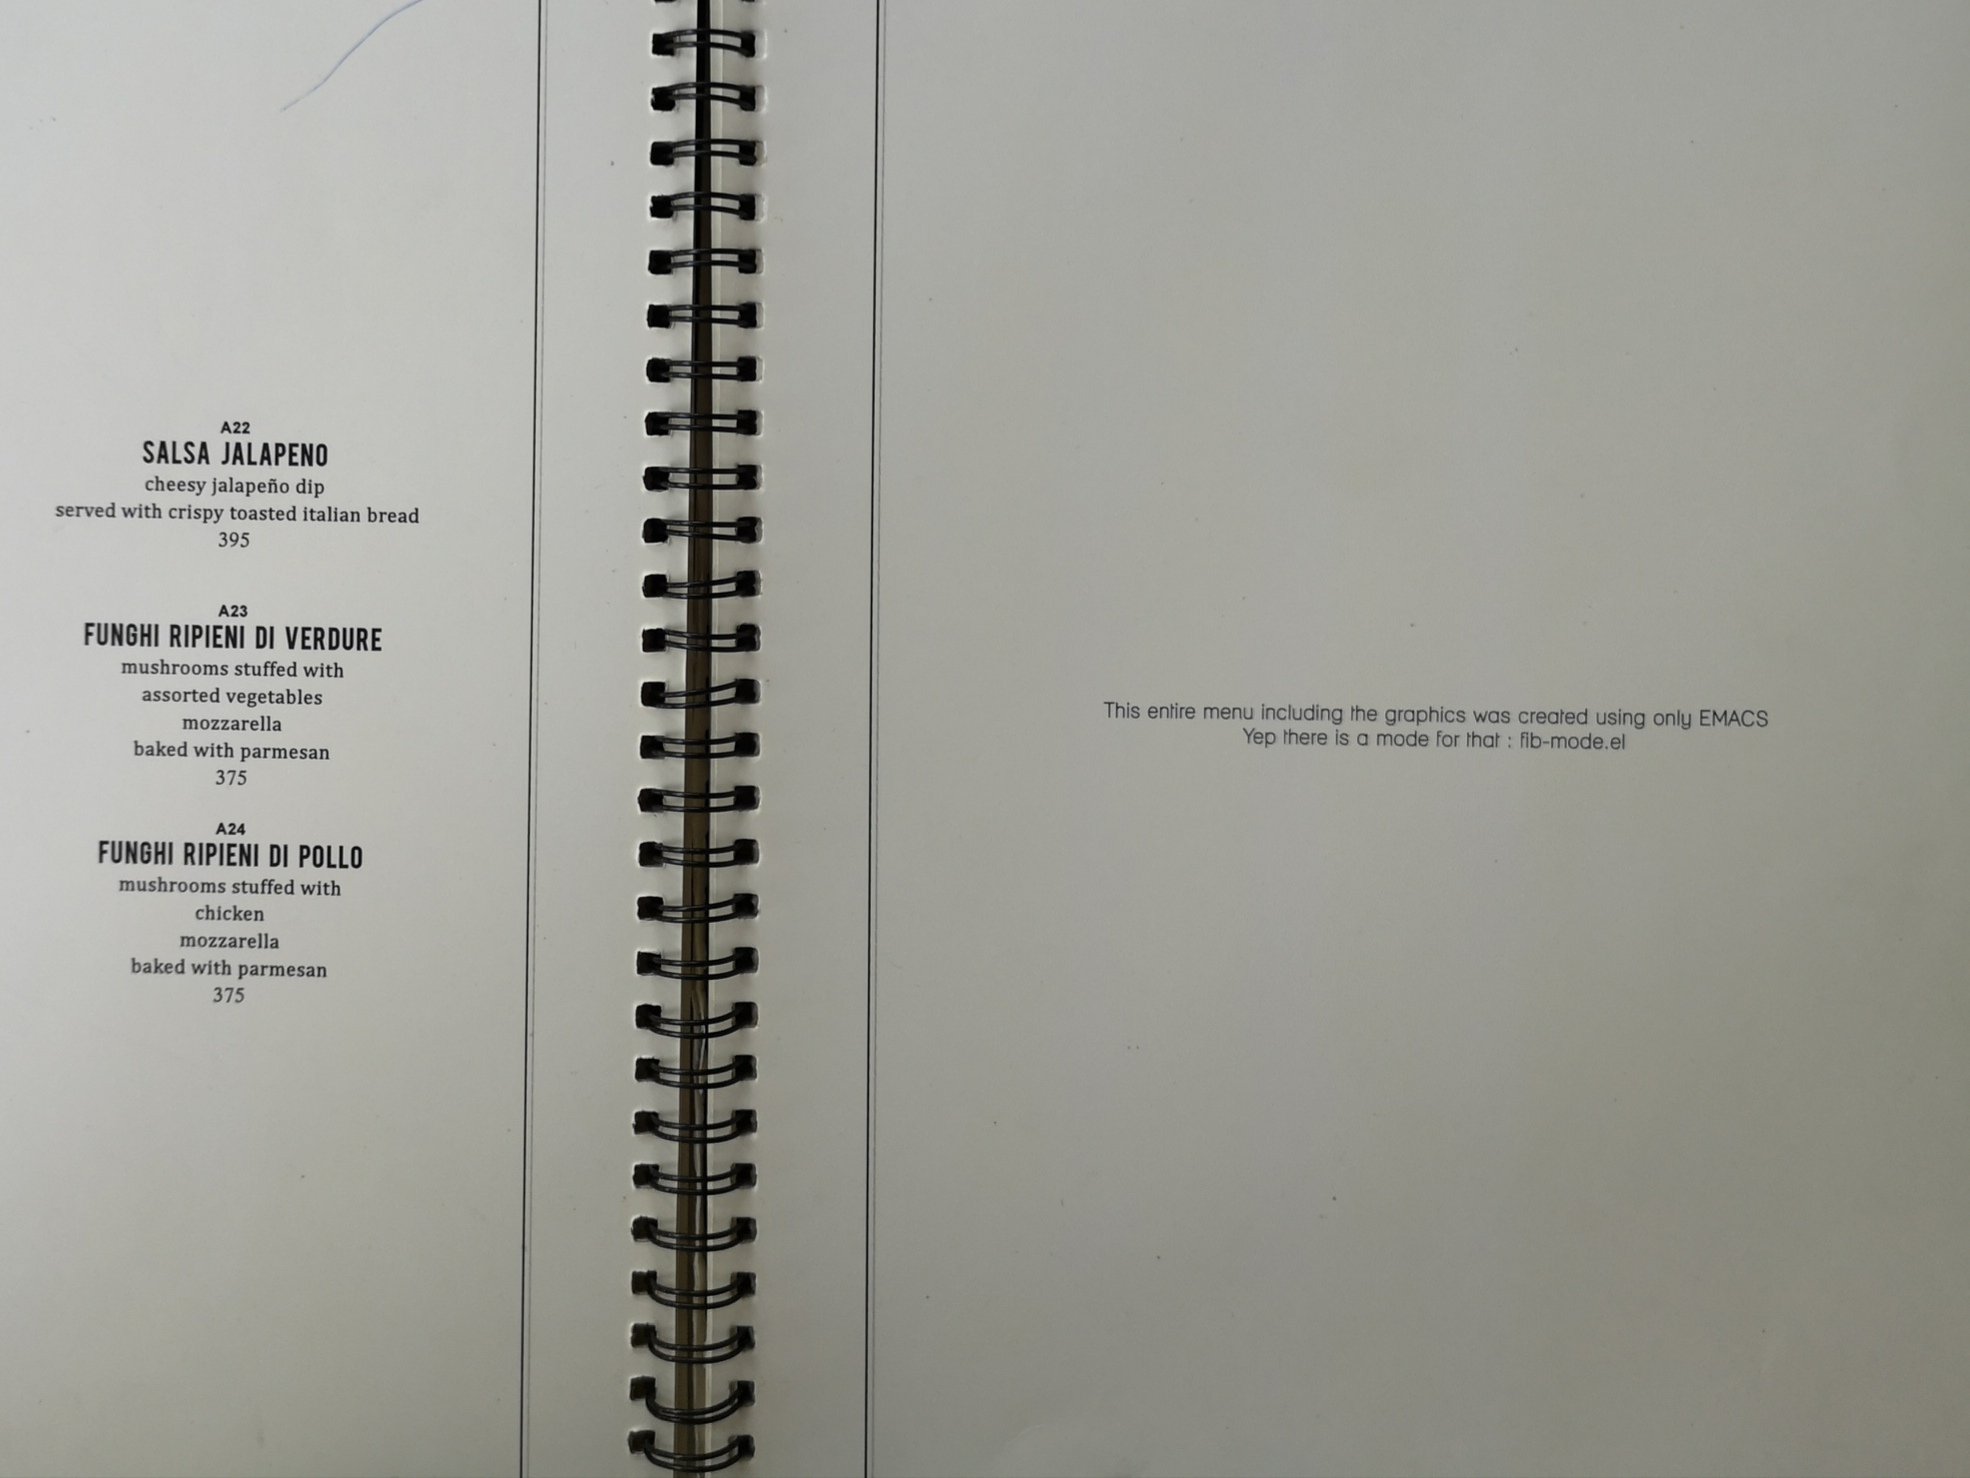 A22
SALSA JALAPENO
cheesy jalapeño dip
served with crispy toasted italian bread
395
A23
FUNGHI RIPIENI DI VERDURE
mushrooms stuffed with
assorted vegetables
mozzarella
baked with parmesan
375
A24
FUNGHI RIPIENI DI POLLO
mushrooms stuffed with
chicken
mozzarella
baked with parmesan
375
This entire menu including the graphics was created using only EMACS
Yep there is a mode for that : fib-mode.el